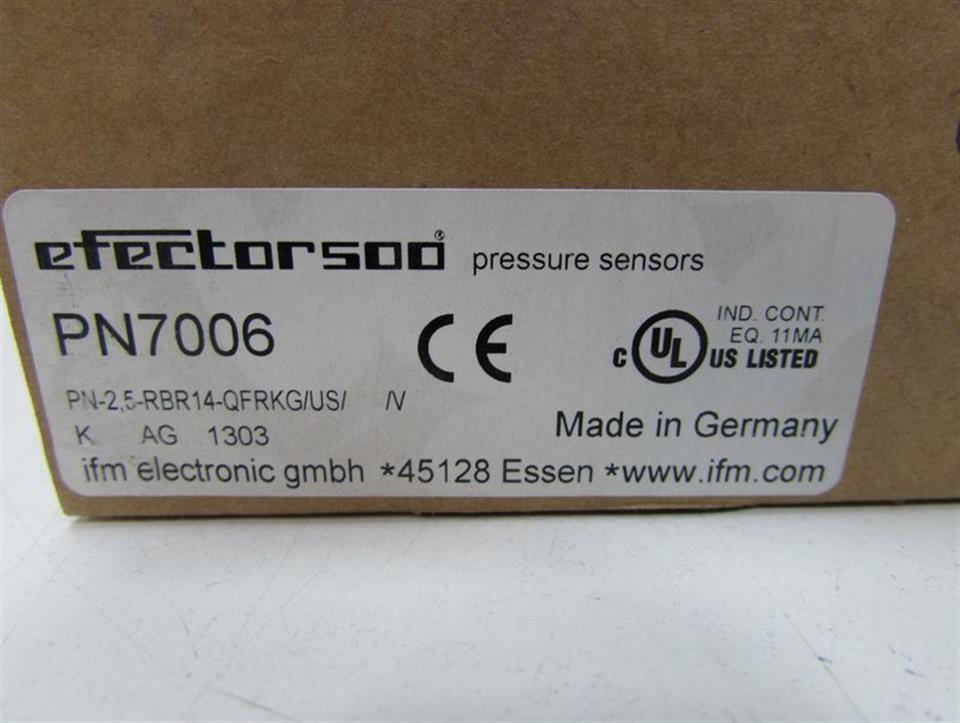 efector500® pressure sensors
PN7006
CE
C UL US LISTED
IND. CONT.
EQ. 11MA
PN-2,5-RBR14-QFRKG/US/ /V
K AG 1303
Made in Germany
ifm electronic gmbh *45128 Essen *www.ifm.com